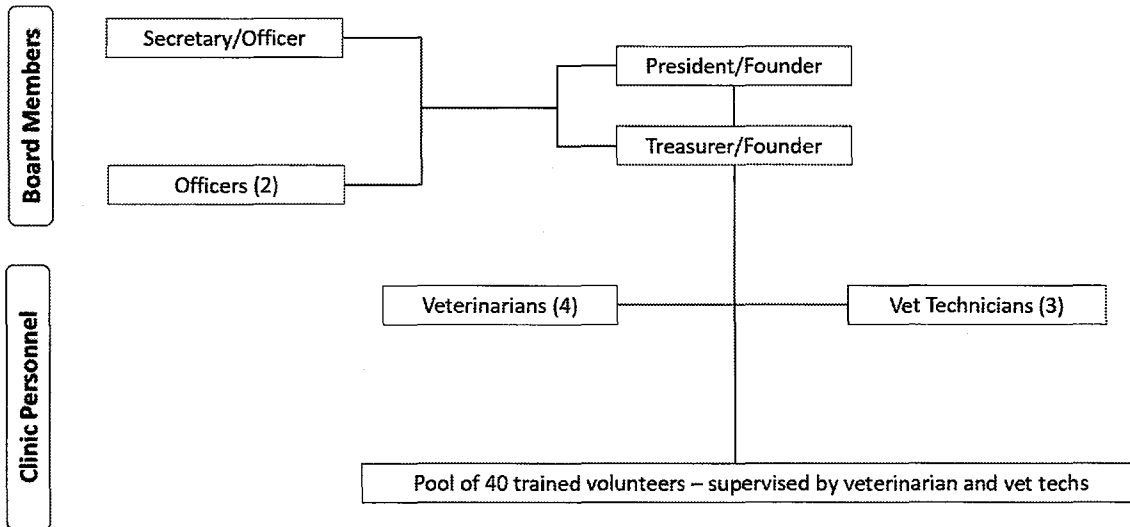 Board Members
Secretary/Officer
President/Founder
Treasurer/Founder
Officers (2)
Clinic Personnel
Veterinarians (4)
Vet Technicians (3)
Pool of 40 trained volunteers – supervised by veterinarian and vet techs